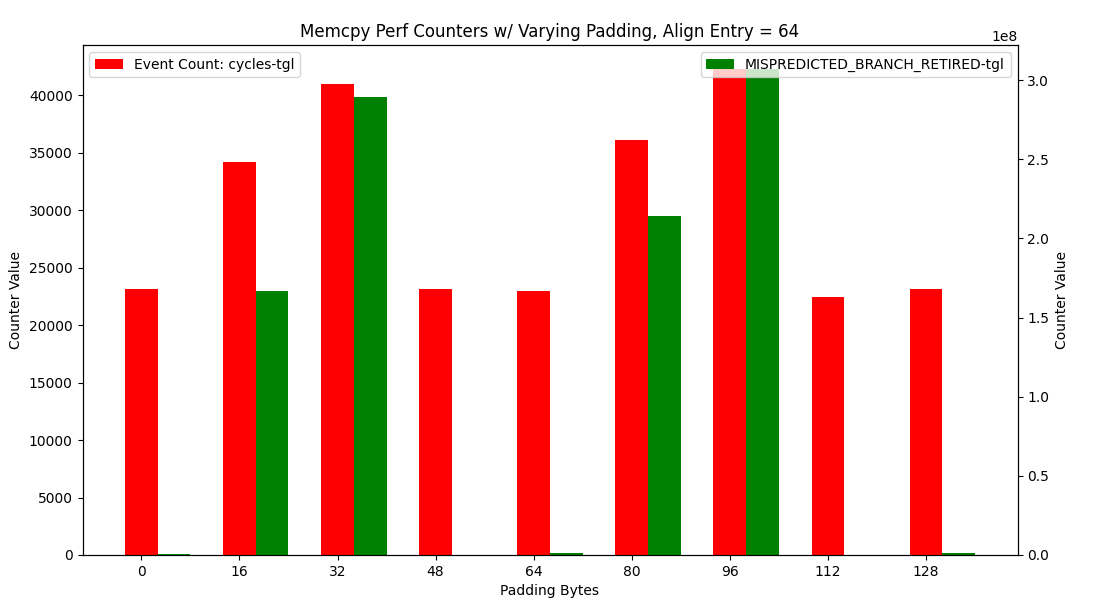 Memcpy Perf Counters w/ Varying Padding, Align Entry = 64
1e8
Event Count: cycles-tgl
MISPREDICTED_BRANCH_RETIRED-tgl
40000
35000
30000
25000
20000
15000
10000
5000
0
Counter Value
3.0
2.5
2.0
1.5
1.0
0.5
0.0
Counter Value
0 16 32 48 64 80 96 112 128
Padding Bytes